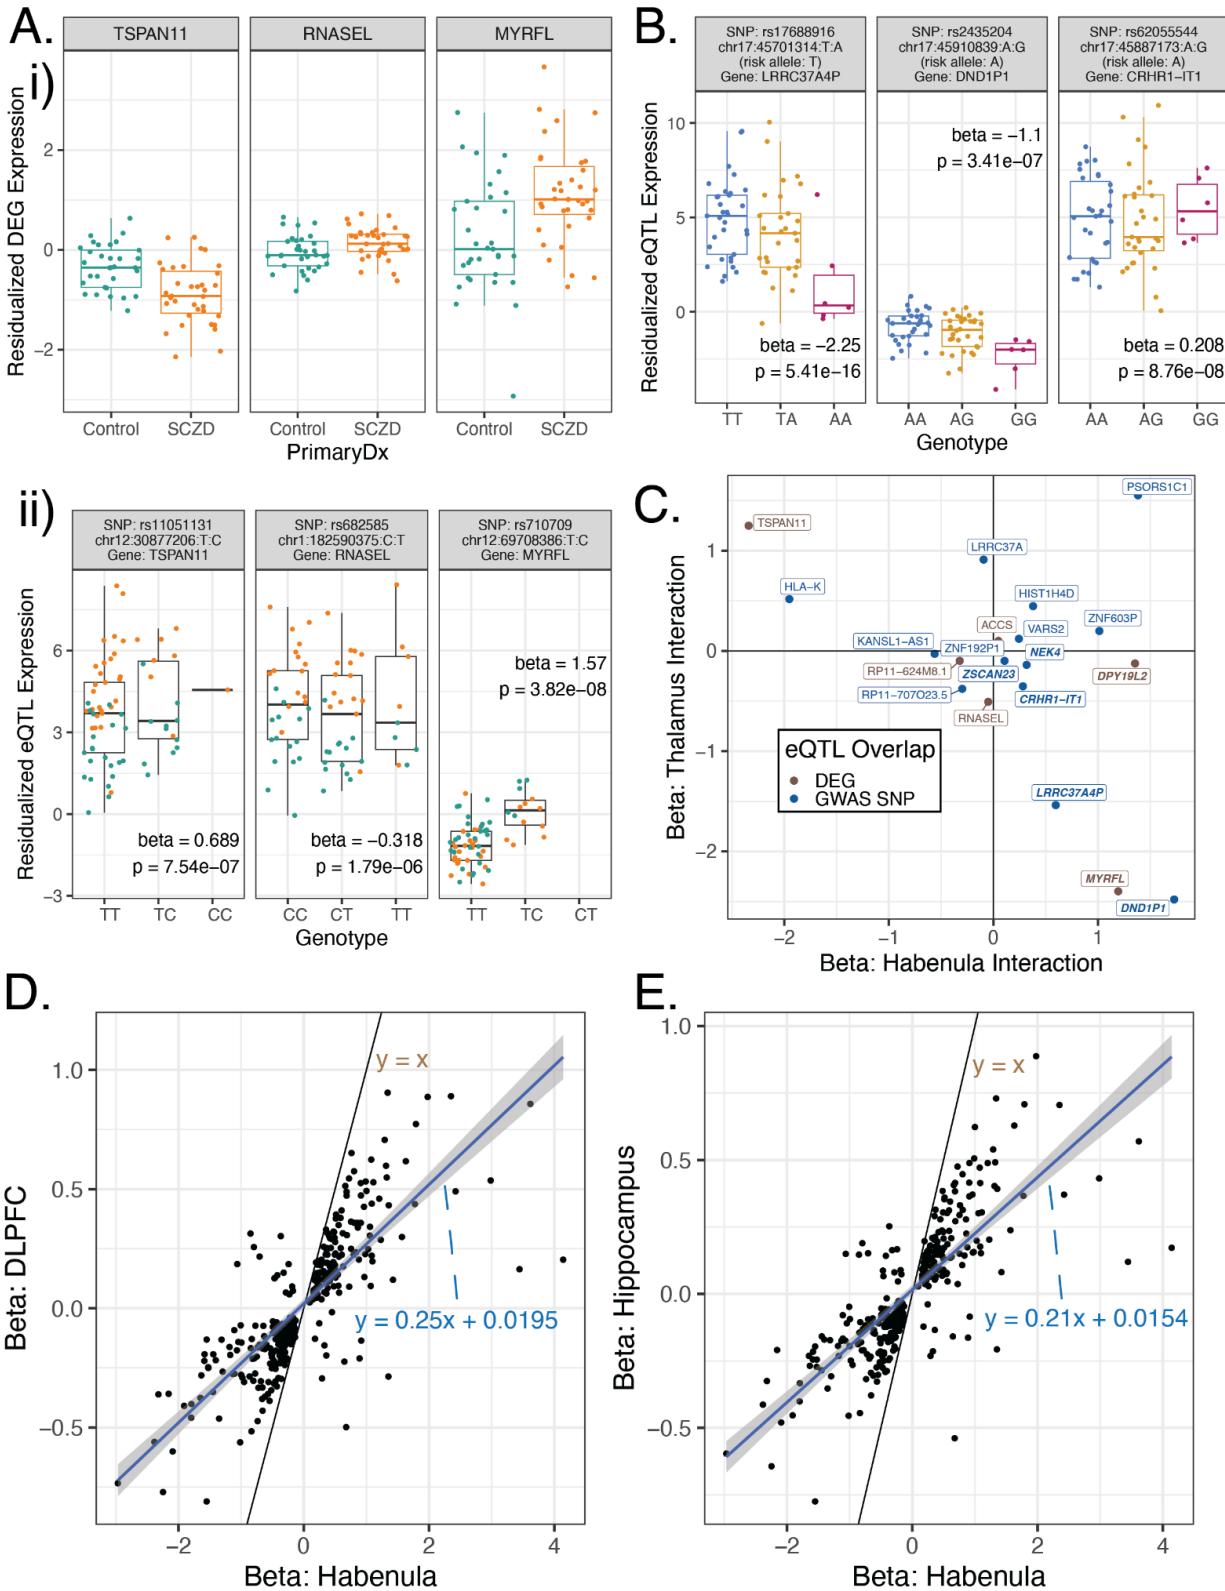 A.
i)
TSPAN11
RNASEL
MYRFL
Residualized DEG Expression
2
0
−2
Control
SCZD
Control
SCZD
Control
SCZD
PrimaryDx
B.
SNP: rs17688916
chr17:45701314:T:A
(risk allele: T)
Gene: LRRC37A4P
SNP: rs2435204
chr17:45910839:A:G
(risk allele: A)
Gene: DND1P1
SNP: rs62055544
chr17:45887173:A:G
(risk allele: A)
Gene: CRHR1−IT1
Residualized eQTL Expression
10
5
0
beta = −2.25
p = 5.41e−16
beta = −1.1
p = 3.41e−07
beta = 0.208
p = 8.76e−08
TT
TA
AA
AA
AG
GG
AA
AG
GG
Genotype
ii)
SNP: rs11051131
chr12:30877206:T:C
Gene: TSPAN11
SNP: rs682585
chr1:182590375:C:T
Gene: RNASEL
SNP: rs710709
chr12:69708386:T:C
Gene: MYRFL
Residualized eQTL Expression
6
3
0
−3
beta = 0.689
p = 7.54e−07
beta = −0.318
p = 1.79e−06
beta = 1.57
p = 3.82e−08
TT
TC
CC
CC
CT
TT
TT
TC
CT
Genotype
C.
Beta: Thalamus Interaction
1
0
−1
−2
PSORS1C1
TSPAN11
LRRC37A
HLA−K
HIST1H4D
ZNF603P
ACCS
VARS2
KANSL1−AS1
ZNF192P1
NEK4
RP11−624M8.1
ZSCAN23
DPY19L2
RP11−707O23.5
CRHR1−IT1
RNASEL
eQTL Overlap
DEG
GWAS SNP
LRRC37A4P
MYRFL
DND1P1
−2
−1
0
1
Beta: Habenula Interaction
D.
Beta: DLPFC
1.0
0.5
0.0
−0.5
y = x
y = 0.25x + 0.0195
−2
0
2
4
Beta: Habenula
E.
Beta: Hippocampus
1.0
0.5
0.0
−0.5
y = x
y = 0.21x + 0.0154
−2
0
2
4
Beta: Habenula